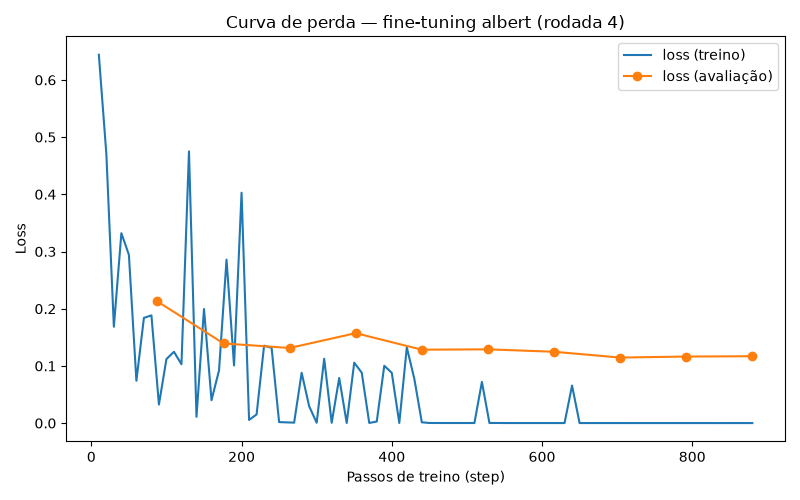 Curva de perda — fine-tuning albert (rodada 4)
loss (treino)
loss (avaliação)
Loss
0.6
0.5
0.4
0.3
0.2
0.1
0.0
0 200 400 600 800
Passos de treino (step)